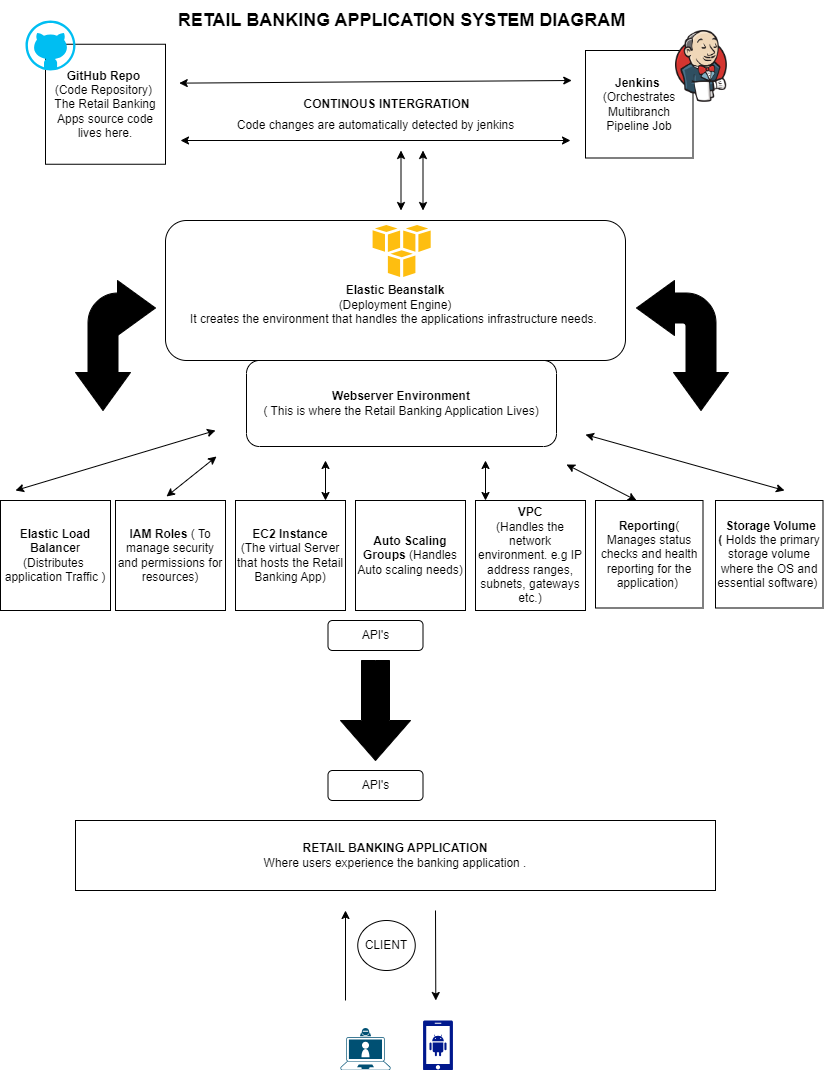 RETAIL BANKING APPLICATION SYSTEM DIAGRAM
GitHub Repo
(Code Repository)
The Retail Banking
Apps source code
lives here.
CONTINOUS INTERGRATION
Code changes are automatically detected by jenkins
Jenkins
(Orchestrates
Multibranch
Pipeline Job
Elastic Beanstalk
(Deployment Engine)
It creates the environment that handles the applications infrastructure needs.
Webserver Environment
( This is where the Retail Banking Application Lives)
Elastic Load
Balancer
(Distributes
application Traffic )
IAM Roles ( To
manage security
and permissions for
resources)
EC2 Instance
(The virtual Server
that hosts the Retail
Banking App)
Auto Scaling
Groups (Handles
Auto scaling needs)
VPC
(Handles the
network
environment. e.g IP
address ranges,
subnets, gateways
etc.)
Reporting(
Manages status
checks and health
reporting for the
application)
Storage Volume
( Holds the primary
storage volume
where the OS and
essential software)
API's
API's
RETAIL BANKING APPLICATION
Where users experience the banking application .
CLIENT